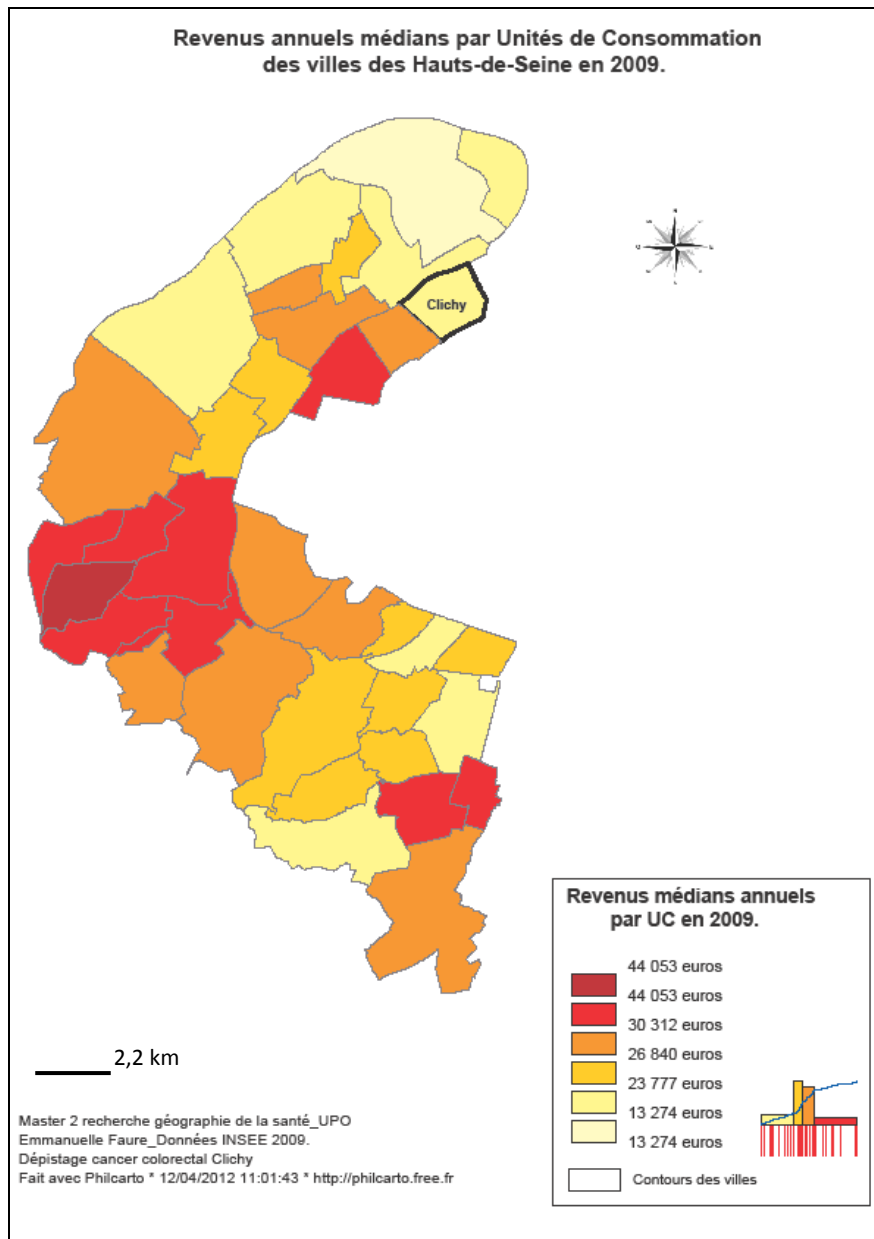 Revenus annuels médians par Unités de Consommation
des villes des Hauts-de-Seine en 2009.
Clichy
Revenus médians annuels
par UC en 2009.
44 053 euros
44 053 euros
30 312 euros
26 840 euros
23 777 euros
13 274 euros
13 274 euros
Contours des villes
2,2 km
Master 2 recherche géographie de la santé_UPO
Emmanuelle Faure_Données INSEE 2009.
Dépistage cancer colorectal Clichy
Fait avec Philcarto * 12/04/2012 11:01:43 * http://philcarto.free.fr